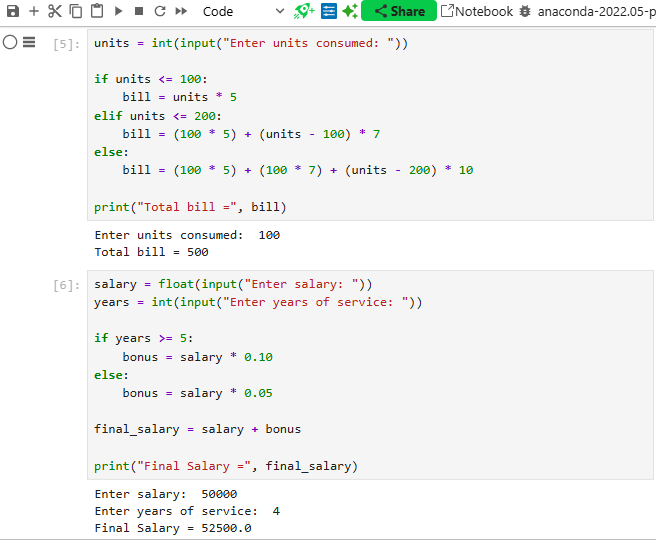 Code Share Notebook anaconda-2022.05-p
[5]: units = int(input("Enter units consumed: "))
if units <= 100:
    bill = units * 5
elif units <= 200:
    bill = (100 * 5) + (units - 100) * 7
else:
    bill = (100 * 5) + (100 * 7) + (units - 200) * 10
print("Total bill =", bill)
Enter units consumed:  100
Total bill = 500
[6]: salary = float(input("Enter salary: "))
years = int(input("Enter years of service: "))
if years >= 5:
    bonus = salary * 0.10
else:
    bonus = salary * 0.05
final_salary = salary + bonus
print("Final Salary =", final_salary)
Enter salary:  50000
Enter years of service:  4
Final Salary = 52500.0